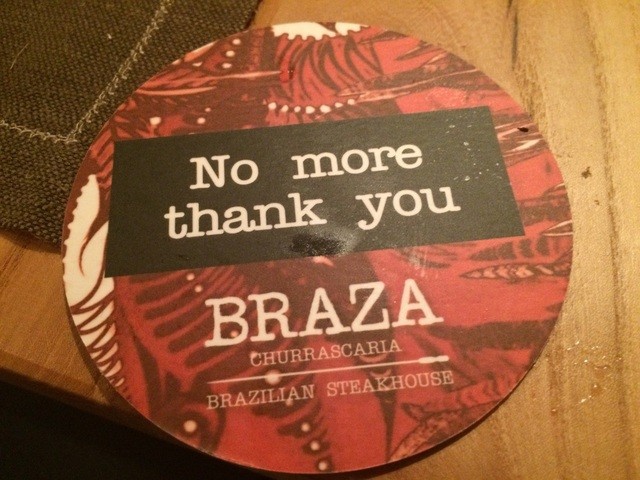 No more
thank you
BRAZA
CHURRASCARIA
BRAZILIAN STEAKHOUSE